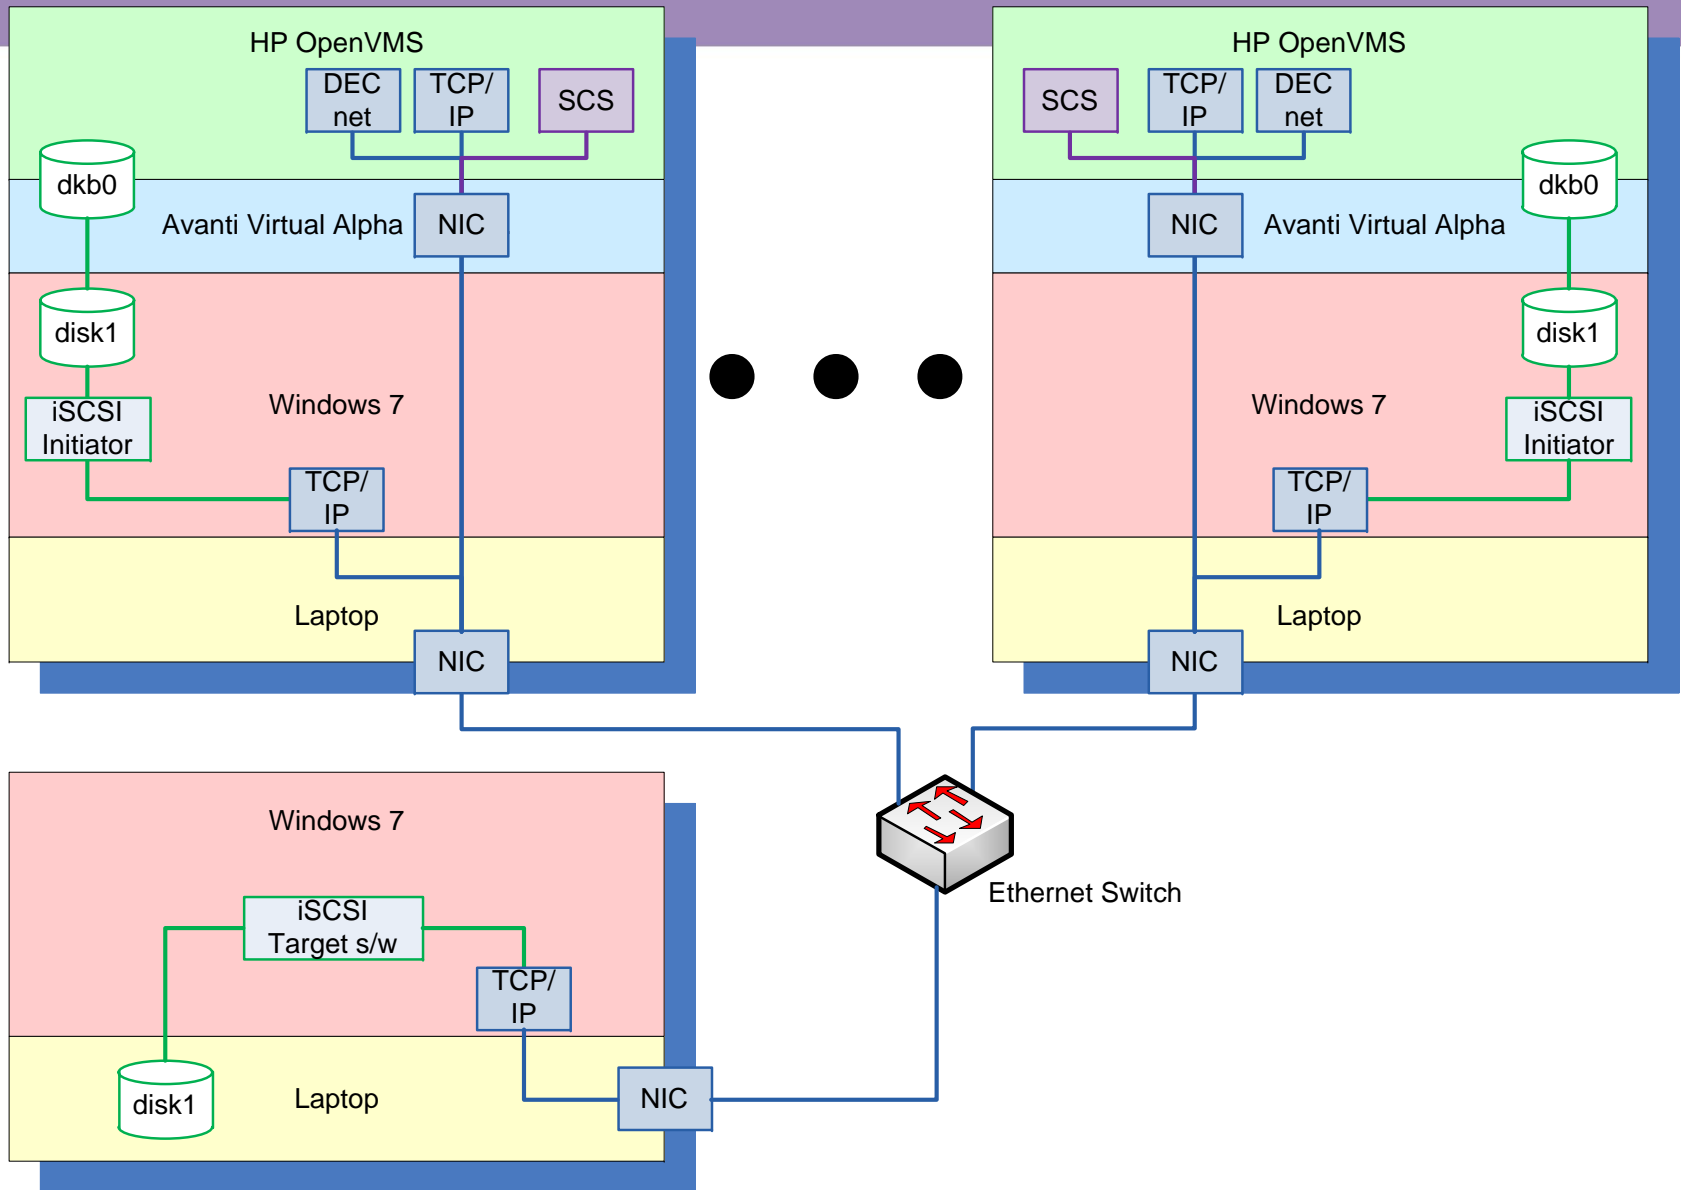 HP OpenVMS
DEC
net
TCP/
IP
SCS
dkb0
Avanti Virtual Alpha
NIC
disk1
iSCSI
Initiator
Windows 7
TCP/
IP
Laptop
NIC
HP OpenVMS
SCS
TCP/
IP
DEC
net
dkb0
NIC
Avanti Virtual Alpha
disk1
Windows 7
iSCSI
Initiator
TCP/
IP
Laptop
NIC
Ethernet Switch
Windows 7
iSCSI
Target s/w
TCP/
IP
disk1
Laptop
NIC